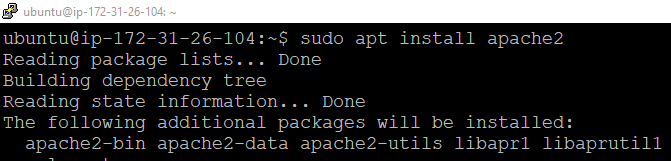 ubuntu@ip-172-31-26-104: ~
ubuntu@ip-172-31-26-104:~$ sudo apt install apache2
Reading package lists... Done
Building dependency tree
Reading state information... Done
The following additional packages will be installed:
apache2-bin apache2-data apache2-utils libapr1 libaprutil1